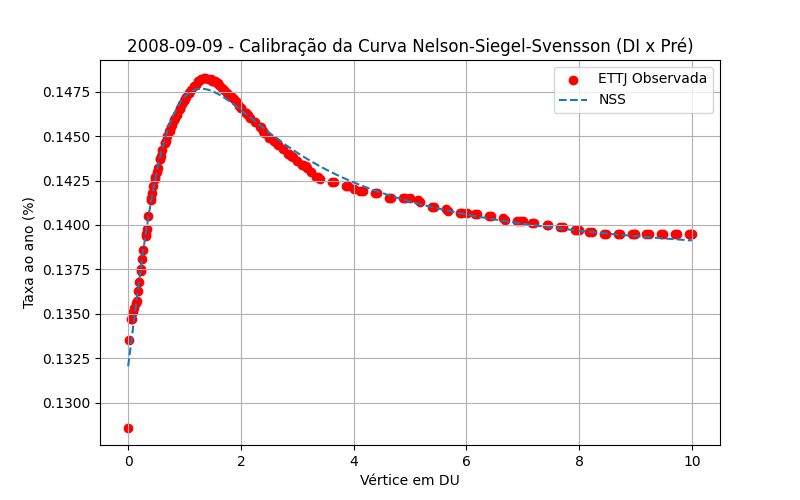 2008-09-09 - Calibração da Curva Nelson-Siegel-Svensson (DI x Pré)
ETTJ Observada
NSS
Taxa ao ano (%)
0.1475
0.1450
0.1425
0.1400
0.1375
0.1350
0.1325
0.1300
0 2 4 6 8 10
Vértice em DU